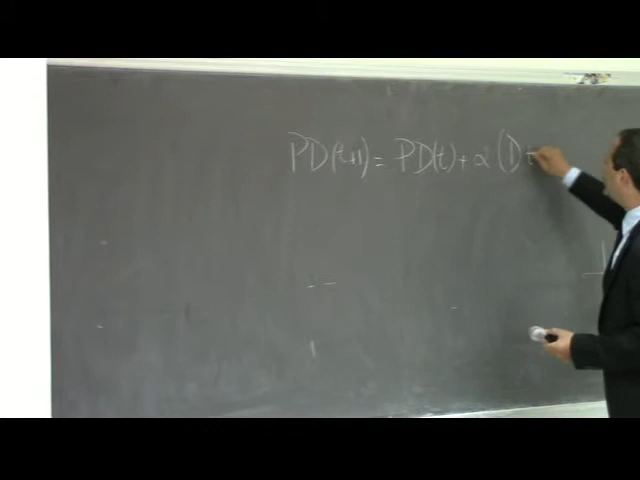 PD(t+1) = PD(t) + α (D -